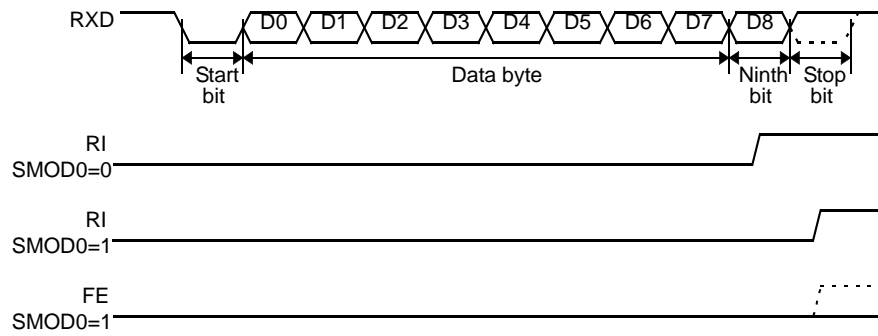 RXD D0 D1 D2 D3 D4 D5 D6 D7 D8
Start bit
Data byte
Ninth bit
Stop bit
RI
SMOD0=0
RI
SMOD0=1
FE
SMOD0=1